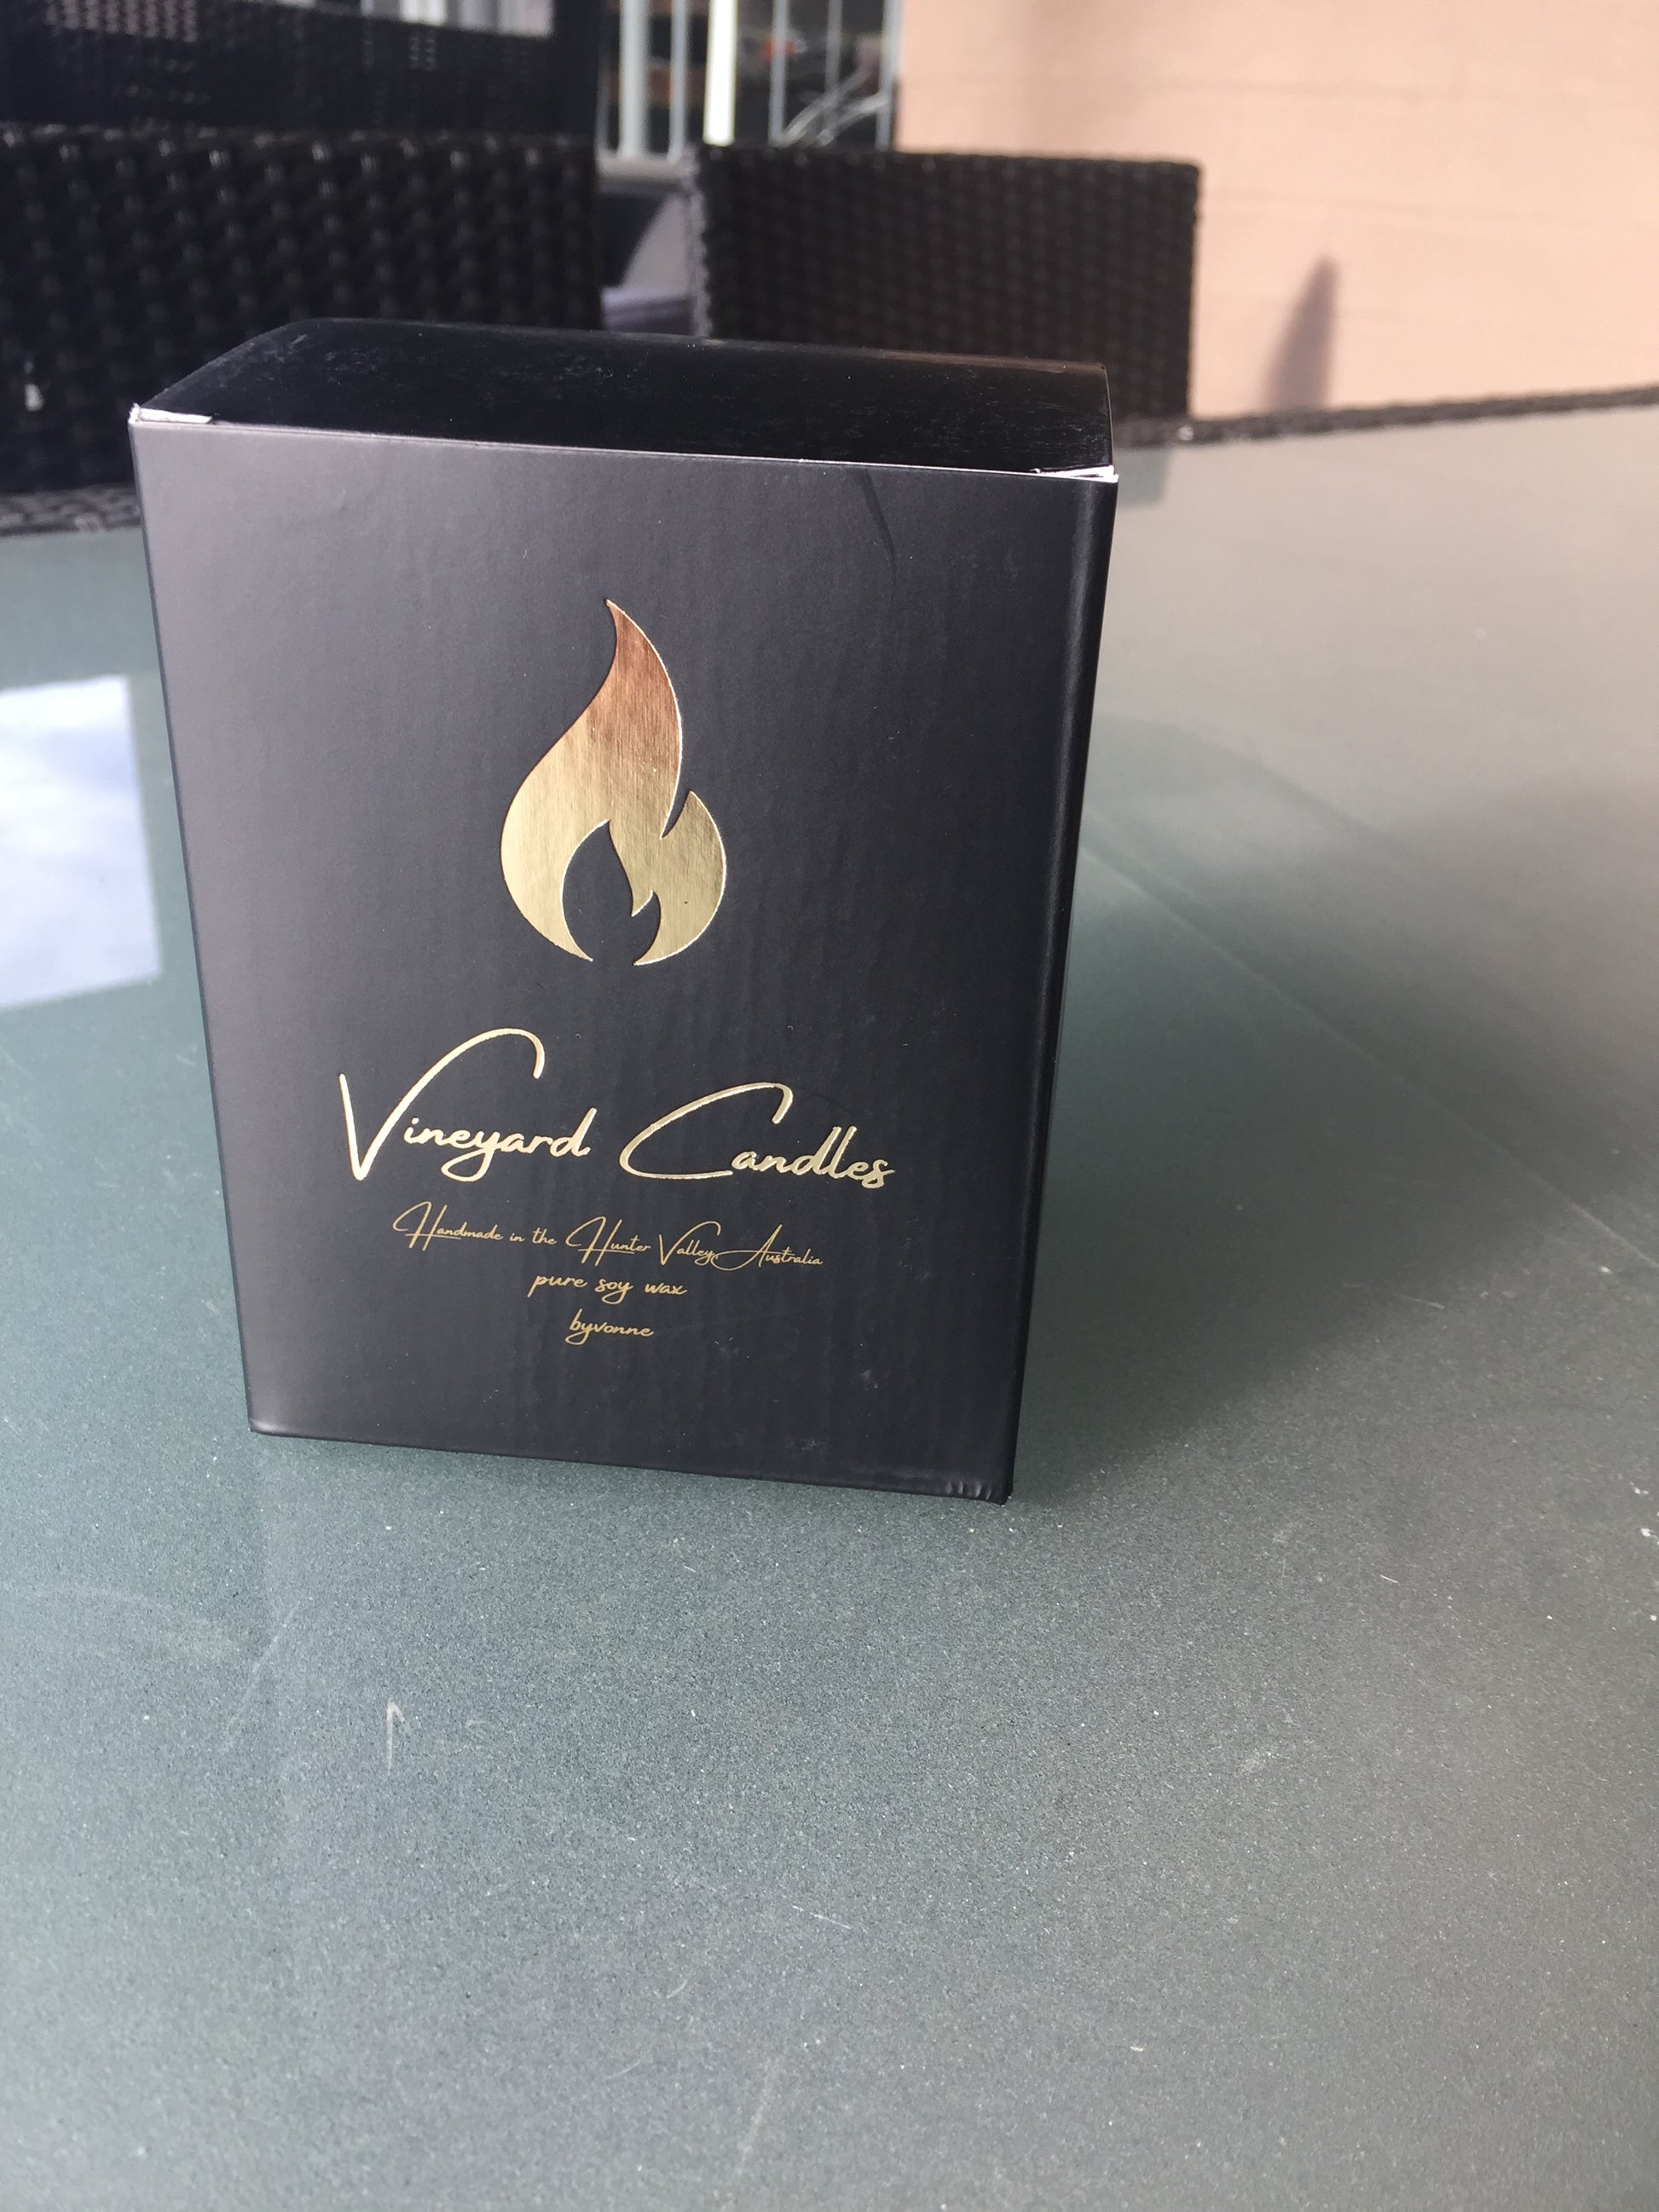 Vineyard Candles
Handmade in the Hunter Valley, Australia
pure soy wax
byvonne